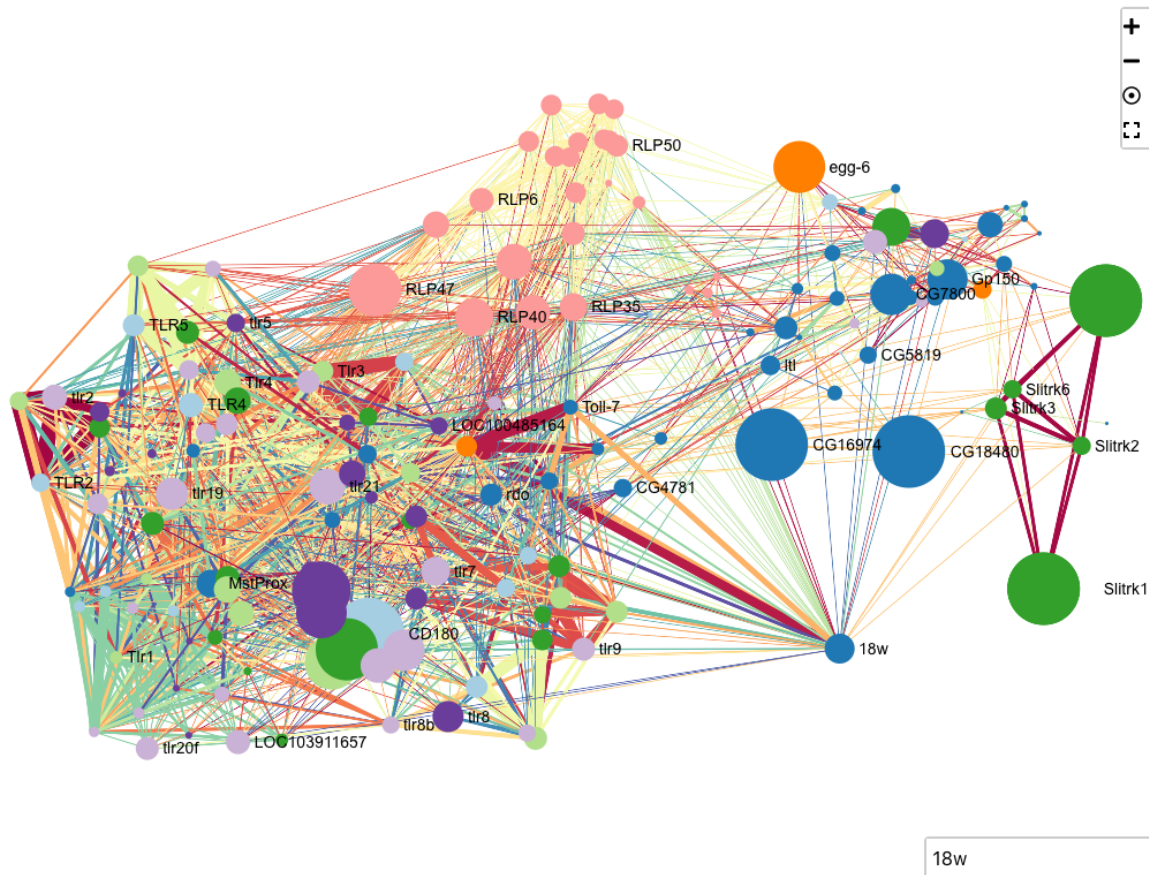 RLP50
egg-6
RLP6
Gp150
RLP47
CG7800
RLP35
RLP40
TLR5
tlr5
CG5819
Tlr3
ltl
Tlr4
Slitrk6
tlr2
TLR4
Toll-7
Slitrk3
LOC100485164
CG16974
CG18480
Slitrk2
TLR2
tlr19
tlr21
rdo
CG4781
tlr7
MstProx
Slitrk1
CD180
Tlr1
tlr9
18w
tlr8b
tlr8
tlr20f
LOC103911657
18w